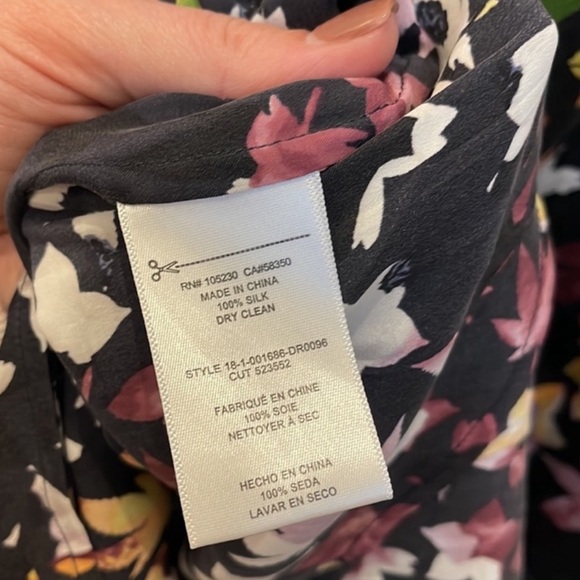 RN# 105230 CA#58350
MADE IN CHINA
100% SILK
DRY CLEAN
STYLE 18-1-001686-DR0096
CUT 523552
FABRIQUÉ EN CHINE
100% SOIE
NETTOYER À SEC
HECHO EN CHINA
100% SEDA
LAVAR EN SECO